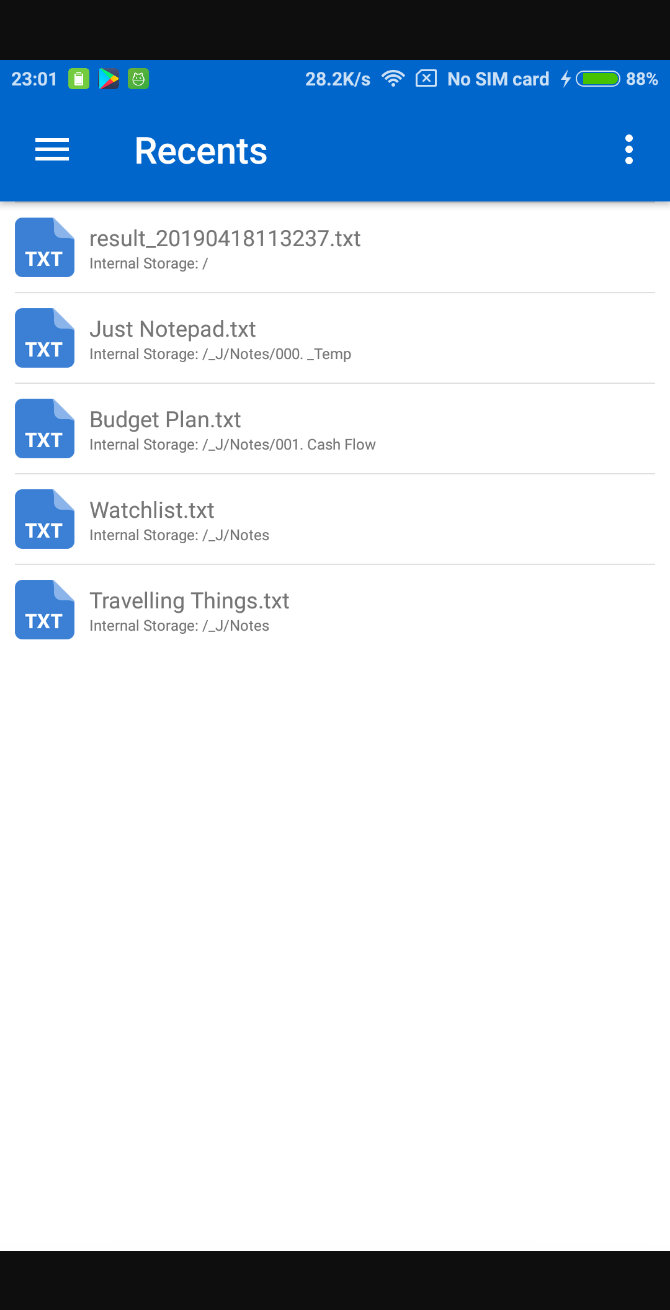 23:01 28.2K/s No SIM card 88%
Recents
TXT
result_20190418113237.txt
Internal Storage: /
TXT
Just Notepad.txt
Internal Storage: /_J/Notes/000. _Temp
TXT
Budget Plan.txt
Internal Storage: /_J/Notes/001. Cash Flow
TXT
Watchlist.txt
Internal Storage: /_J/Notes
TXT
Travelling Things.txt
Internal Storage: /_J/Notes